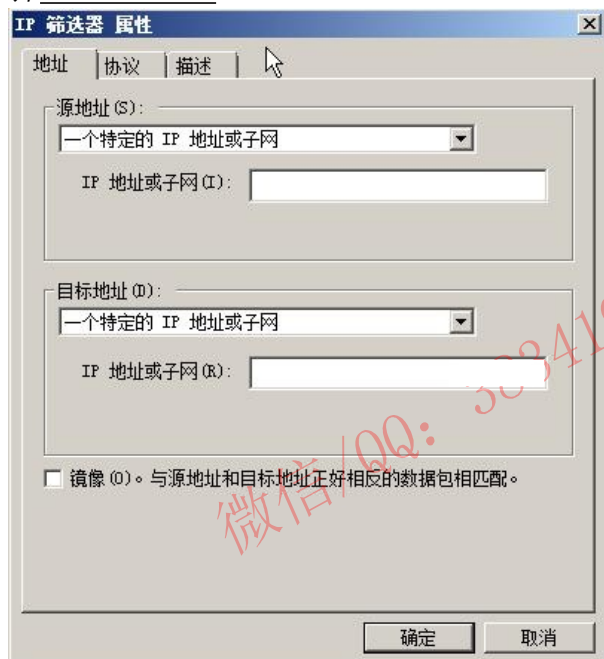 IP 筛选器 属性
地址 协议 描述
源地址(S):
一个特定的 IP 地址或子网
IP 地址或子网(I):
目标地址(D):
一个特定的 IP 地址或子网
IP 地址或子网(R):
镜像(O)。与源地址和目标地址正好相反的数据包相匹配。
微信/QQ:
确定 取消